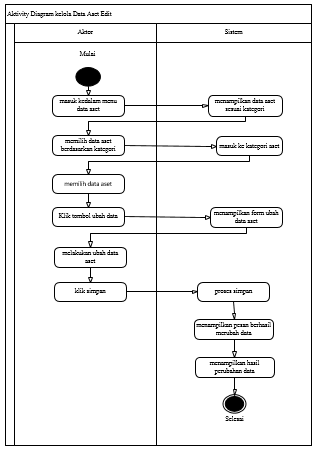 Aktivity Diagram kelola Data Aset Edit
Aktor
Sistem
Mulai
masuk kedalam menu
data aset
menampilkan data aset
sesuai kategori
memilih data aset
berdasarkan kategori
masuk ke kategori aset
memilih data aset
Klik tombol ubah data
menampilkan form ubah
data aset
melakukan ubah data
aset
klik simpan
proses simpan
menampilkan pesan berhasil
merubah data
menampilkan hasil
perubahan data
Selesai